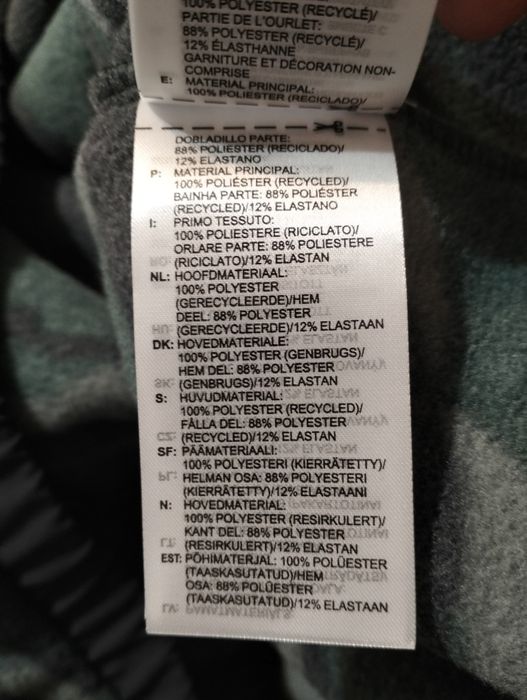 100% POLYESTER (RECYCLÉ)/
PARTIE DE L'OURLET:
88% POLYESTER (RECYCLÉ)/
12% ÉLASTHANNE
GARNITURE ET DÉCORATION NON-
COMPRISE
E: MATERIAL PRINCIPAL:
100% POLIESTER (RECICLADO)/
DOBLADILLO PARTE:
88% POLIESTER (RECICLADO)/
12% ELASTANO
P: MATERIAL PRINCIPAL:
100% POLIÉSTER (RECYCLED)/
BAINHA PARTE: 88% POLIÉSTER
(RECYCLED)/12% ELASTANO
I: PRIMO TESSUTO:
100% POLIESTERE (RICICLATO)/
ORLARE PARTE: 88% POLIESTERE
(RICICLATO)/12% ELASTAN
NL: HOOFDMATERIAAL:
100% POLYESTER
(GERECYCLEERDE)/HEM
DEEL: 88% POLYESTER
(GERECYCLEERDE)/12% ELASTAAN
DK: HOVEDMATERIALE:
100% POLYESTER (GENBRUGS)/
HEM DEL: 88% POLYESTER
(GENBRUGS)/12% ELASTAN
S: HUVUDMATERIAL:
100% POLYESTER (RECYCLED)/
FÅLLA DEL: 88% POLYESTER
(RECYCLED)/12% ELASTAN
SF: PÄÄMATERIAALI:
100% POLYESTERI (KIERRÄTETTY)/
HELMAN OSA: 88% POLYESTERI
(KIERRÄTETTY)/12% ELASTAANI
N: HOVEDMATERIAL:
100% POLYESTER (RESIRKULERT)/
KANT DEL: 88% POLYESTER
(RESIRKULERT)/12% ELASTAN
EST: PÕHIMATERJAL: 100% POLÜESTER
(TAASKASUTATUD)/HEM
OSA: 88% POLÜESTER
(TAASKASUTATUD)/12% ELASTAAN